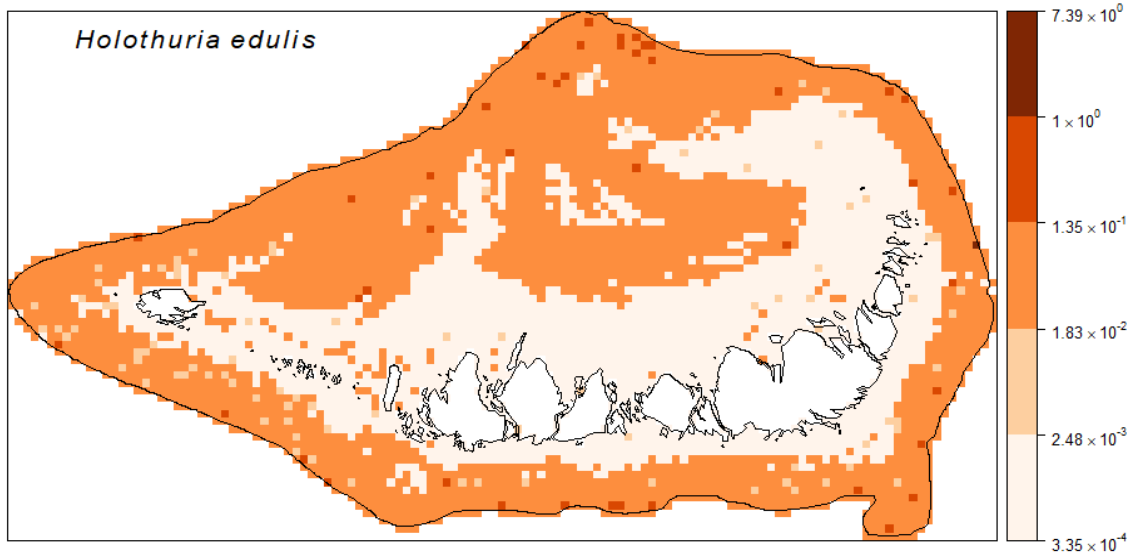 Holothuria edulis
7.39 × 10⁰
1 × 10⁰
1.35 × 10⁻¹
1.83 × 10⁻²
2.48 × 10⁻³
3.35 × 10⁻⁴